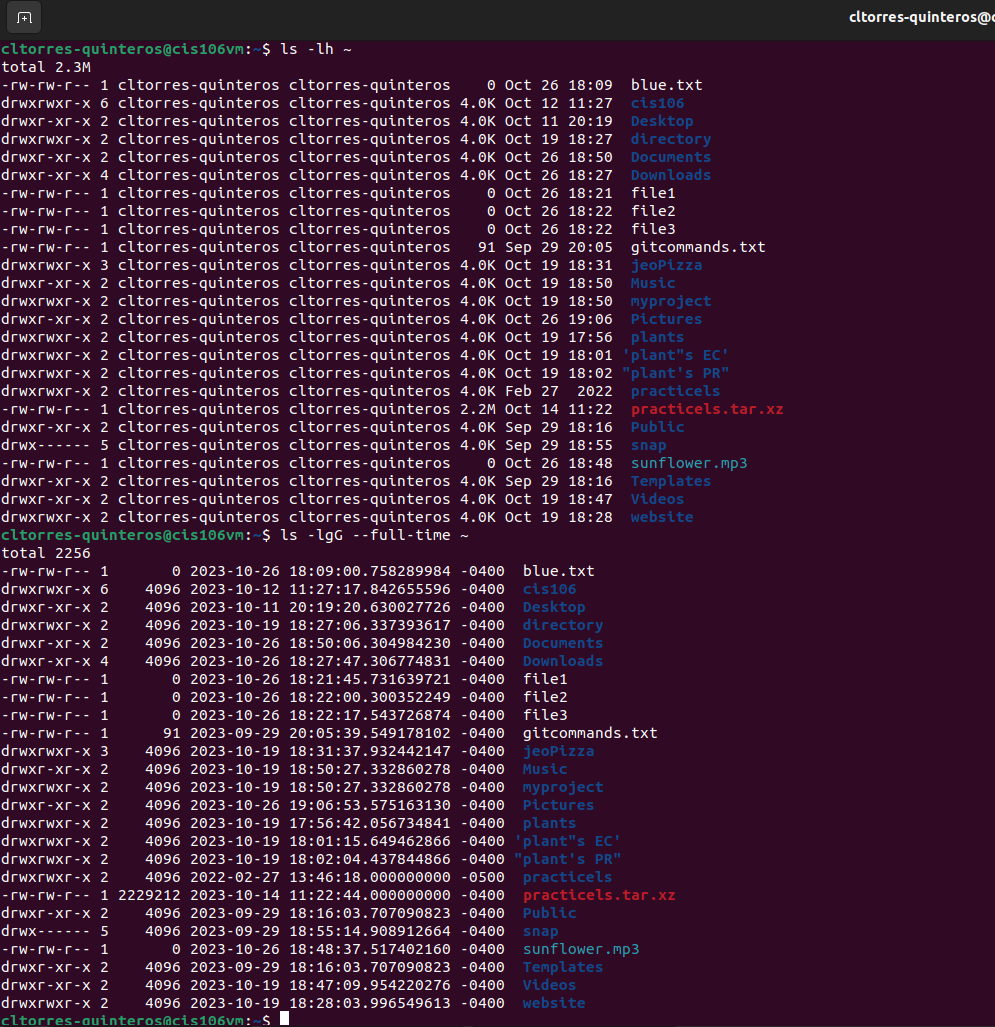 cltorres-quinteros@c
cltorres-quinteros@cis106vm:~$ ls -lh ~
total 2.3M
-rw-rw-r-- 1 cltorres-quinteros cltorres-quinteros    0 Oct 26 18:09  blue.txt
drwxrwxr-x 6 cltorres-quinteros cltorres-quinteros 4.0K Oct 12 11:27  cis106
drwxr-xr-x 2 cltorres-quinteros cltorres-quinteros 4.0K Oct 11 20:19  Desktop
drwxrwxr-x 2 cltorres-quinteros cltorres-quinteros 4.0K Oct 19 18:27  directory
drwxr-xr-x 2 cltorres-quinteros cltorres-quinteros 4.0K Oct 26 18:50  Documents
drwxr-xr-x 4 cltorres-quinteros cltorres-quinteros 4.0K Oct 26 18:27  Downloads
-rw-rw-r-- 1 cltorres-quinteros cltorres-quinteros    0 Oct 26 18:21  file1
-rw-rw-r-- 1 cltorres-quinteros cltorres-quinteros    0 Oct 26 18:22  file2
-rw-rw-r-- 1 cltorres-quinteros cltorres-quinteros    0 Oct 26 18:22  file3
-rw-rw-r-- 1 cltorres-quinteros cltorres-quinteros   91 Sep 29 20:05  gitcommands.txt
drwxrwxr-x 3 cltorres-quinteros cltorres-quinteros 4.0K Oct 19 18:31  jeoPizza
drwxr-xr-x 2 cltorres-quinteros cltorres-quinteros 4.0K Oct 19 18:50  Music
drwxrwxr-x 2 cltorres-quinteros cltorres-quinteros 4.0K Oct 19 18:50  myproject
drwxr-xr-x 2 cltorres-quinteros cltorres-quinteros 4.0K Oct 26 19:06  Pictures
drwxrwxr-x 2 cltorres-quinteros cltorres-quinteros 4.0K Oct 19 17:56  plants
drwxrwxr-x 2 cltorres-quinteros cltorres-quinteros 4.0K Oct 19 18:01 'plant"s EC'
drwxrwxr-x 2 cltorres-quinteros cltorres-quinteros 4.0K Oct 19 18:02 "plant's PR"
drwxrwxr-x 2 cltorres-quinteros cltorres-quinteros 4.0K Feb 27  2022  practicels
-rw-rw-r-- 1 cltorres-quinteros cltorres-quinteros 2.2M Oct 14 11:22  practicels.tar.xz
drwxr-xr-x 2 cltorres-quinteros cltorres-quinteros 4.0K Sep 29 18:16  Public
drwx------ 5 cltorres-quinteros cltorres-quinteros 4.0K Sep 29 18:55  snap
-rw-rw-r-- 1 cltorres-quinteros cltorres-quinteros    0 Oct 26 18:48  sunflower.mp3
drwxr-xr-x 2 cltorres-quinteros cltorres-quinteros 4.0K Sep 29 18:16  Templates
drwxr-xr-x 2 cltorres-quinteros cltorres-quinteros 4.0K Oct 19 18:47  Videos
drwxrwxr-x 2 cltorres-quinteros cltorres-quinteros 4.0K Oct 19 18:28  website
cltorres-quinteros@cis106vm:~$ ls -lgG --full-time ~
total 2256
-rw-rw-r-- 1       0 2023-10-26 18:09:00.758289984 -0400  blue.txt
drwxrwxr-x 6    4096 2023-10-12 11:27:17.842655596 -0400  cis106
drwxr-xr-x 2    4096 2023-10-11 20:19:20.630027726 -0400  Desktop
drwxrwxr-x 2    4096 2023-10-19 18:27:06.337393617 -0400  directory
drwxr-xr-x 2    4096 2023-10-26 18:50:06.304984230 -0400  Documents
drwxr-xr-x 4    4096 2023-10-26 18:27:47.306774831 -0400  Downloads
-rw-rw-r-- 1       0 2023-10-26 18:21:45.731639721 -0400  file1
-rw-rw-r-- 1       0 2023-10-26 18:22:00.300352249 -0400  file2
-rw-rw-r-- 1       0 2023-10-26 18:22:17.543726874 -0400  file3
-rw-rw-r-- 1      91 2023-09-29 20:05:39.549178102 -0400  gitcommands.txt
drwxrwxr-x 3    4096 2023-10-19 18:31:37.932442147 -0400  jeoPizza
drwxr-xr-x 2    4096 2023-10-19 18:50:27.332860278 -0400  Music
drwxrwxr-x 2    4096 2023-10-19 18:50:27.332860278 -0400  myproject
drwxr-xr-x 2    4096 2023-10-26 19:06:53.575163130 -0400  Pictures
drwxrwxr-x 2    4096 2023-10-19 17:56:42.056734841 -0400  plants
drwxrwxr-x 2    4096 2023-10-19 18:01:15.649462866 -0400 'plant"s EC'
drwxrwxr-x 2    4096 2023-10-19 18:02:04.437844866 -0400 "plant's PR"
drwxrwxr-x 2    4096 2022-02-27 13:46:18.000000000 -0500  practicels
-rw-rw-r-- 1 2229212 2023-10-14 11:22:44.000000000 -0400  practicels.tar.xz
drwxr-xr-x 2    4096 2023-09-29 18:16:03.707090823 -0400  Public
drwx------ 5    4096 2023-09-29 18:55:14.908912664 -0400  snap
-rw-rw-r-- 1       0 2023-10-26 18:48:37.517402160 -0400  sunflower.mp3
drwxr-xr-x 2    4096 2023-09-29 18:16:03.707090823 -0400  Templates
drwxr-xr-x 2    4096 2023-10-19 18:47:09.954220276 -0400  Videos
drwxrwxr-x 2    4096 2023-10-19 18:28:03.996549613 -0400  website
cltorres-quinteros@cis106vm:~$